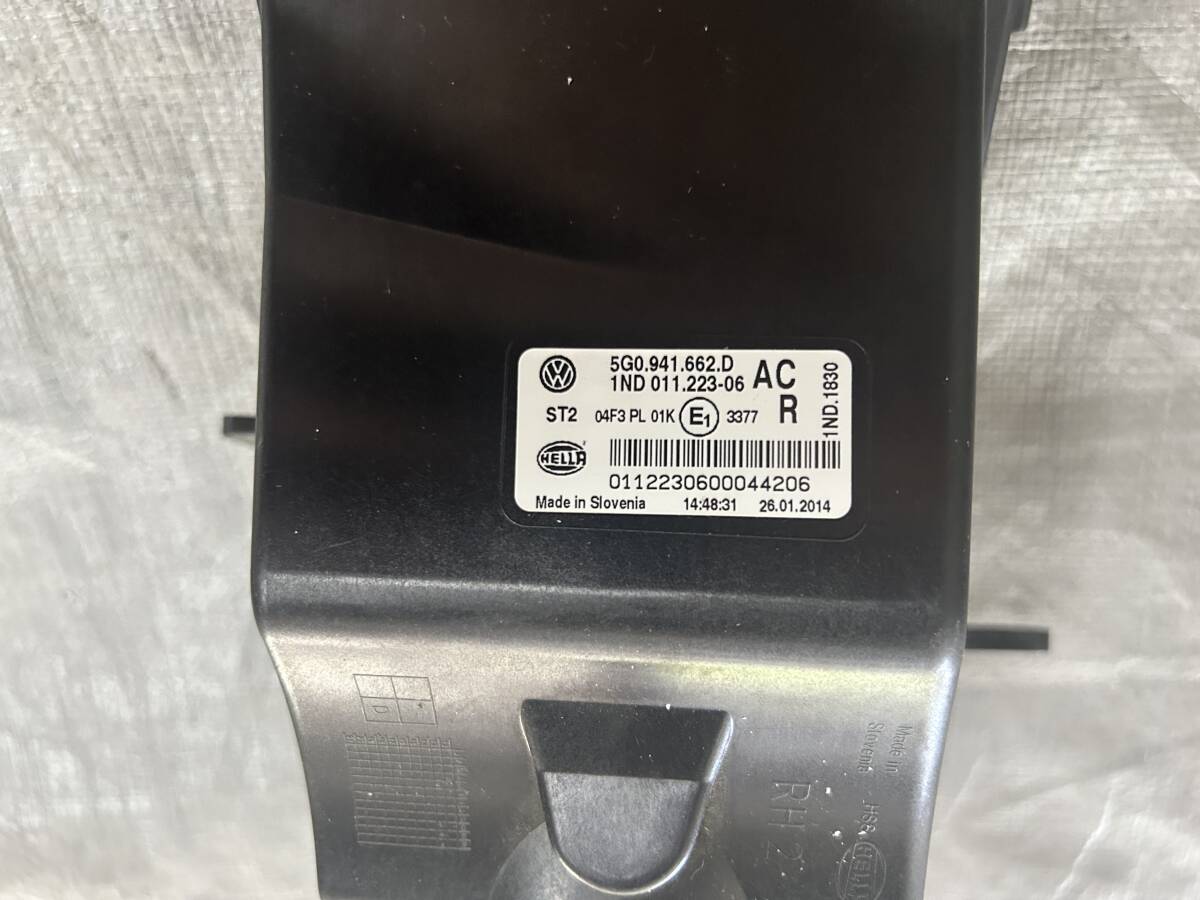 5G0.941.662.D AC
1ND 011.223-06
R
1ND.1830
ST2 04F3 PL 01K E1 3377
HELLA
0112230600044206
Made in Slovenia 14:48:31 26.01.2014
D
Made in
Slovenia
RH 2
HELLA